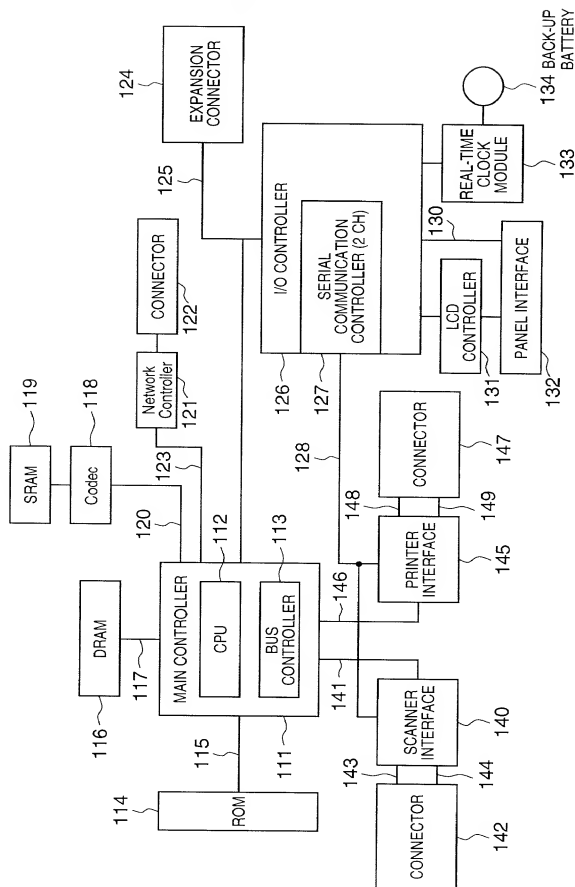 124
EXPANSION
CONNECTOR
125
119
SRAM
118
Codec
120
CONNECTOR
122
Network
Controller
121
123
116
DRAM
117
MAIN CONTROLLER
112
CPU
113
BUS
CONTROLLER
111
114
ROM
115
I/O CONTROLLER
126
SERIAL
COMMUNICATION
CONTROLLER (2 CH)
127
128
134 BACK-UP
BATTERY
REAL-TIME
CLOCK
MODULE
133
130
LCD
CONTROLLER
131
PANEL INTERFACE
132
CONNECTOR
147
148
149
PRINTER
INTERFACE
145
146
141
SCANNER
INTERFACE
140
143
144
CONNECTOR
142